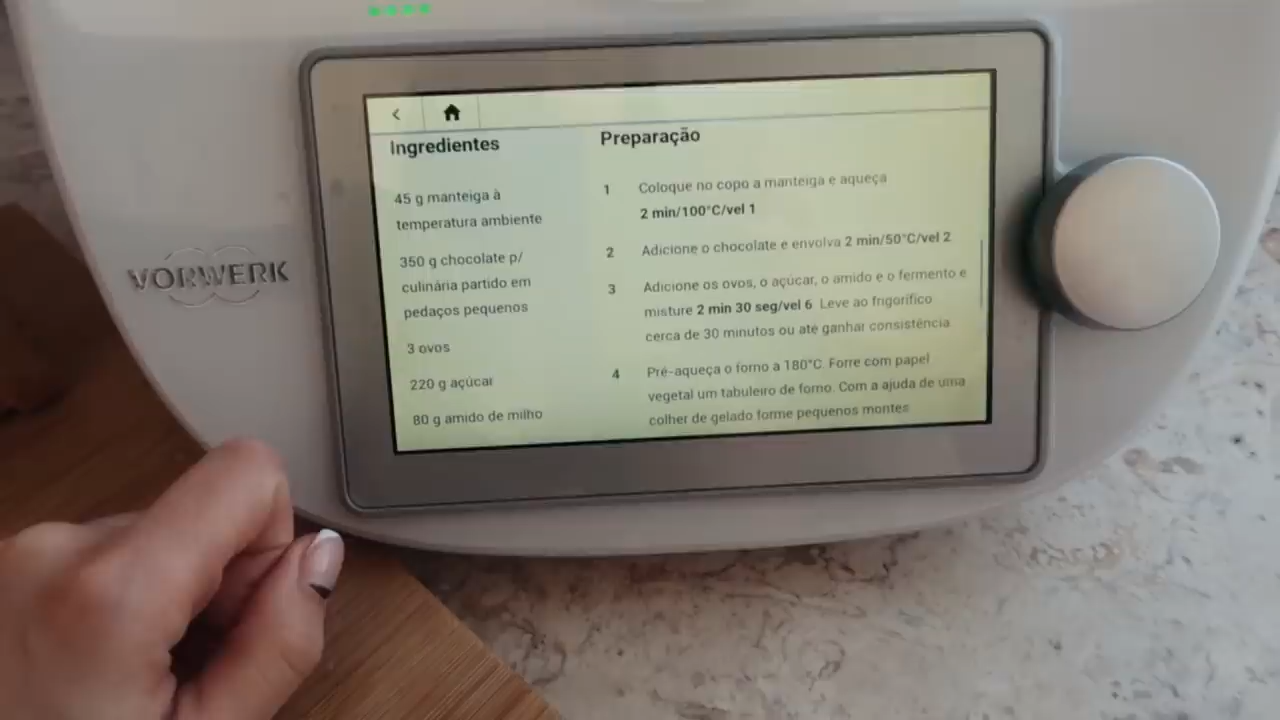 VORWERK
Ingredientes
45 g manteiga à
temperatura ambiente
350 g chocolate p/
culinária partido em
pedaços pequenos
3 ovos
220 g açúcar
80 g amido de milho
Preparação
1 Coloque no copo a manteiga e aqueça
2 min/100°C/vel 1
2 Adicione o chocolate e envolva 2 min/50°C/vel 2
3 Adicione os ovos, o açúcar, o amido e o fermento e
misture 2 min 30 seg/vel 6 Leve ao frigorífico
cerca de 30 minutos ou até ganhar consistência
4 Pré-aqueça o forno a 180°C. Forre com papel
vegetal um tabuleiro de forno. Com a ajuda de uma
colher de gelado forme pequenos montes